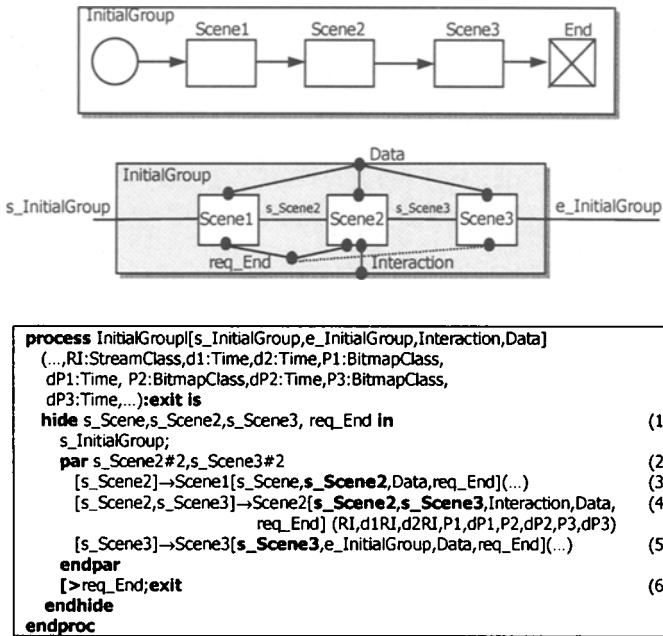 InitialGroup
Scene1 Scene2 Scene3 End
Data
InitialGroup
s_InitialGroup Scene1 s_Scene2 Scene2 s_Scene3 Scene3 e_InitialGroup
req_End Interaction
process InitialGroupI[s_InitialGroup,e_InitialGroup,Interaction,Data]
(...,RI:StreamClass,d1:Time,d2:Time,P1:BitmapClass,
dP1:Time, P2:BitmapClass,dP2:Time,P3:BitmapClass,
dP3:Time,...):exit is
hide s_Scene,s_Scene2,s_Scene3, req_End in (1
s_InitialGroup;
par s_Scene2#2,s_Scene3#2 (2
[s_Scene2]→Scene1[s_Scene,s_Scene2,Data,req_End](...) (3
[s_Scene2,s_Scene3]→Scene2[s_Scene2,s_Scene3,Interaction,Data, (4
req_End] (RI,d1RI,d2RI,P1,dP1,P2,dP2,P3,dP3)
[s_Scene3]→Scene3[s_Scene3,e_InitialGroup,Data,req_End](...) (5
endpar
[>req_End;exit (6
endhide
endproc